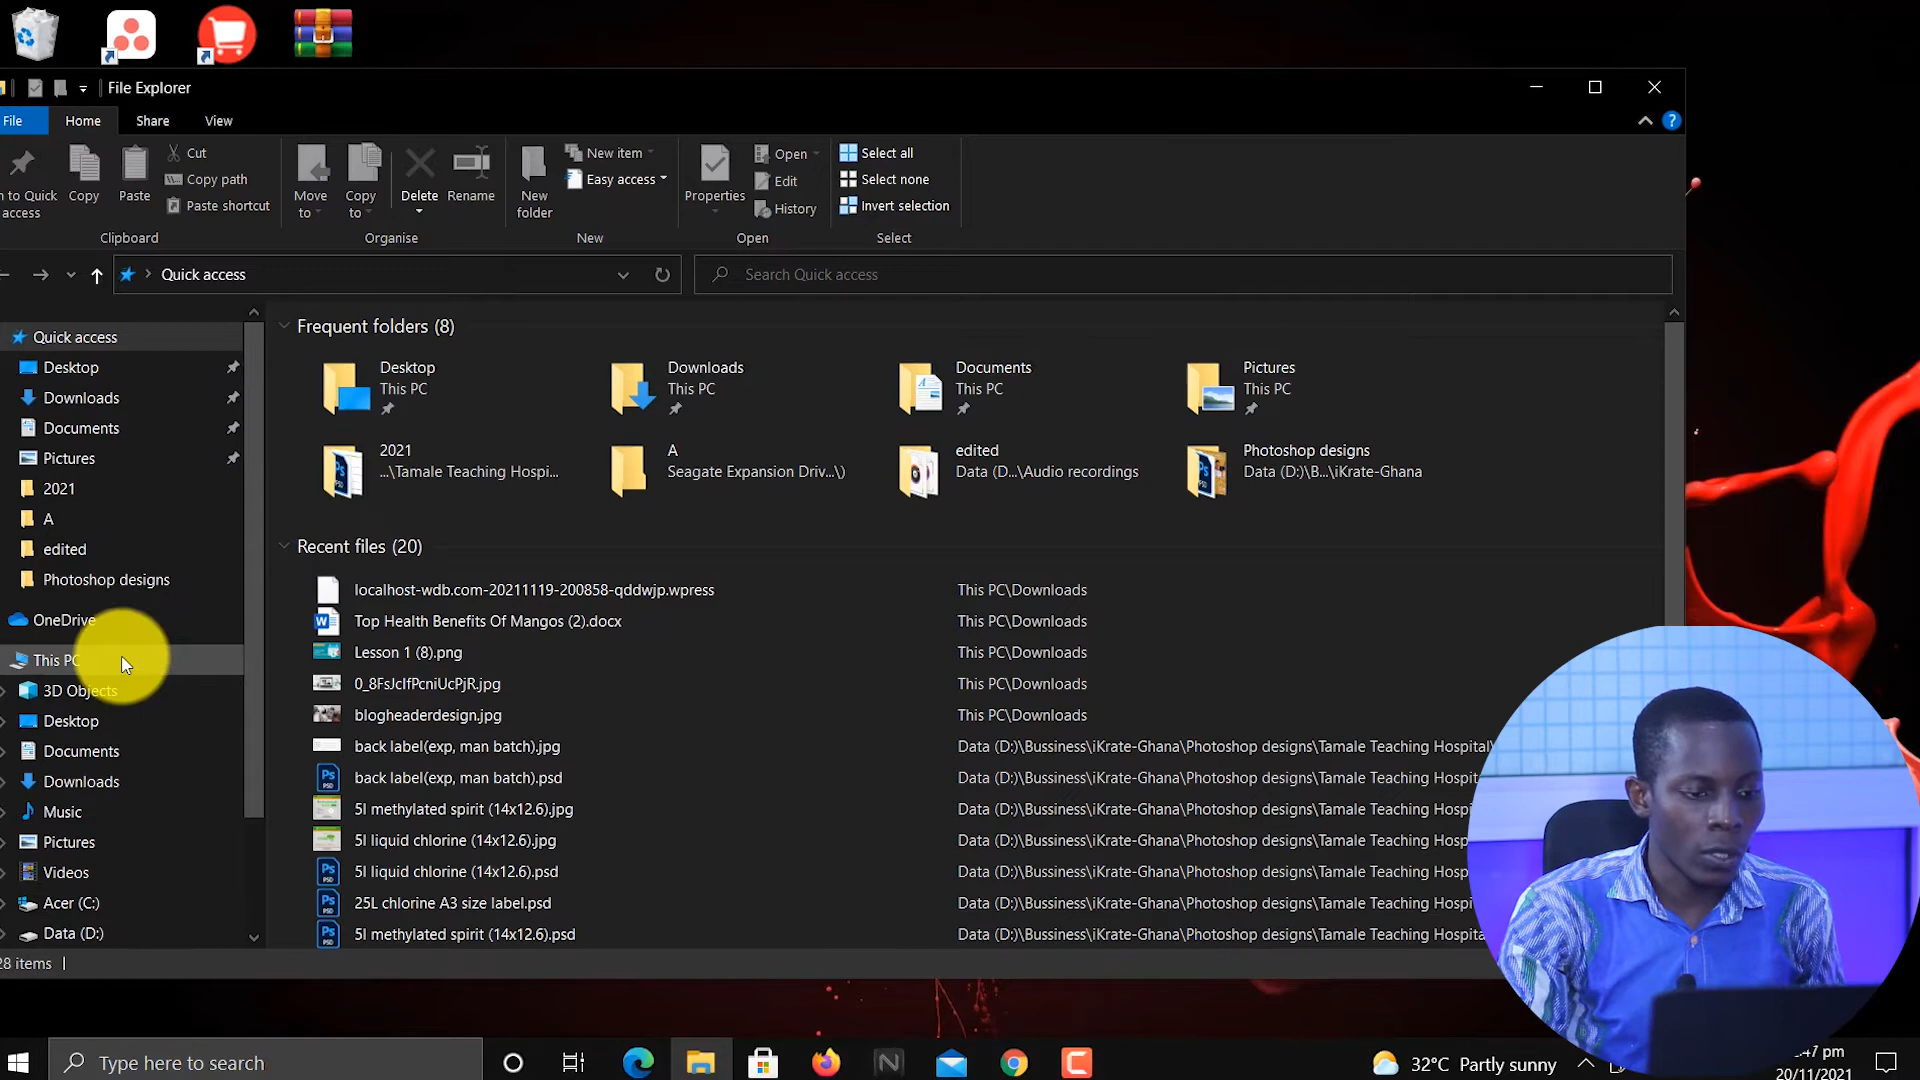 File Explorer
File Home Share View
Cut
Copy path
Paste shortcut
n to Quick access
Copy
Paste
Clipboard
Move to
Copy to
Delete
Rename
Organise
New folder
New item
Easy access
New
Properties
Open
Edit
History
Open
Select all
Select none
Invert selection
Select
Quick access
Search Quick access
Quick access
Desktop
Downloads
Documents
Pictures
2021
A
edited
Photoshop designs
OneDrive
This PC
3D Objects
Desktop
Documents
Downloads
Music
Pictures
Videos
Acer (C:)
Data (D:)
Frequent folders (8)
Desktop
This PC
Downloads
This PC
Documents
This PC
Pictures
This PC
2021
...\Tamale Teaching Hospi...
A
Seagate Expansion Driv...\)
edited
Data (D...\Audio recordings
Photoshop designs
Data (D:)\B...\iKrate-Ghana
Recent files (20)
localhost-wdb.com-20211119-200858-qddwjp.wpress This PC\Downloads
Top Health Benefits Of Mangos (2).docx This PC\Downloads
Lesson 1 (8).png This PC\Downloads
0_8FsJcIfPcniUcPjR.jpg This PC\Downloads
blogheaderdesign.jpg This PC\Downloads
back label(exp, man batch).jpg Data (D:)\Bussiness\iKrate-Ghana\Photoshop designs\Tamale Teaching Hospital\
back label(exp, man batch).psd Data (D:)\Bussiness\iKrate-Ghana\Photoshop designs\Tamale Teaching Hospita
5l methylated spirit (14x12.6).jpg Data (D:)\Bussiness\iKrate-Ghana\Photoshop designs\Tamale Teaching Hospita
5l liquid chlorine (14x12.6).jpg Data (D:)\Bussiness\iKrate-Ghana\Photoshop designs\Tamale Teaching Hospit
5l liquid chlorine (14x12.6).psd Data (D:)\Bussiness\iKrate-Ghana\Photoshop designs\Tamale Teaching Hospit
25L chlorine A3 size label.psd Data (D:)\Bussiness\iKrate-Ghana\Photoshop designs\Tamale Teaching Hospit
5l methylated spirit (14x12.6).psd Data (D:)\Bussiness\iKrate-Ghana\Photoshop designs\Tamale Teaching Hospita
28 items
Type here to search
32°C Partly sunny
:47 pm
20/11/2021